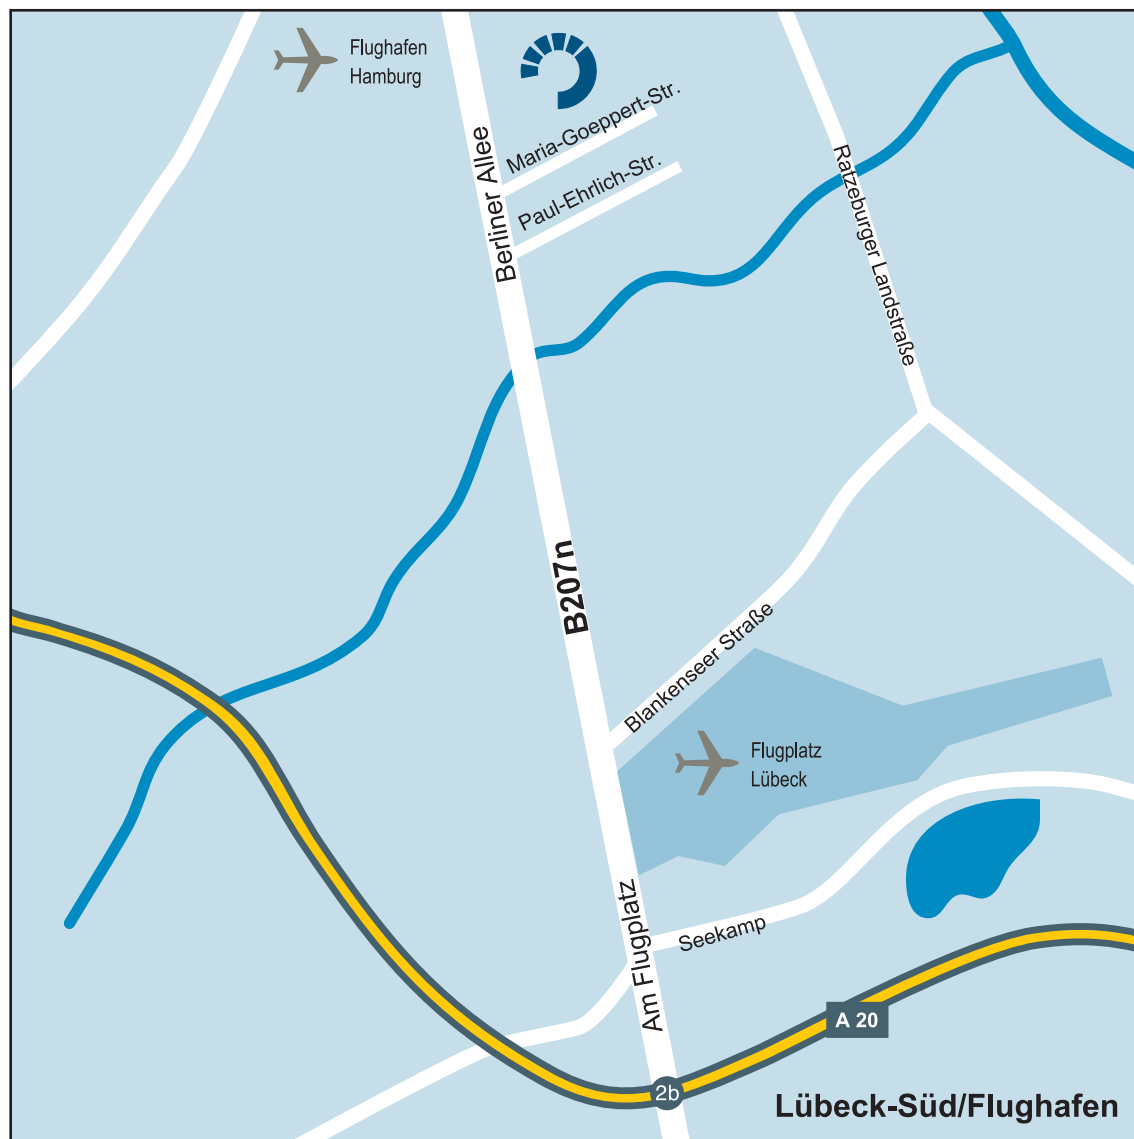 Flughafen
Hamburg
Maria-Goeppert-Str.
Paul-Ehrlich-Str.
Berliner Allee
Ratzeburger Landstraße
B207n
Blankenseer Straße
Flugplatz
Lübeck
Am Flugplatz
Seekamp
A 20
2b
Lübeck-Süd/Flughafen